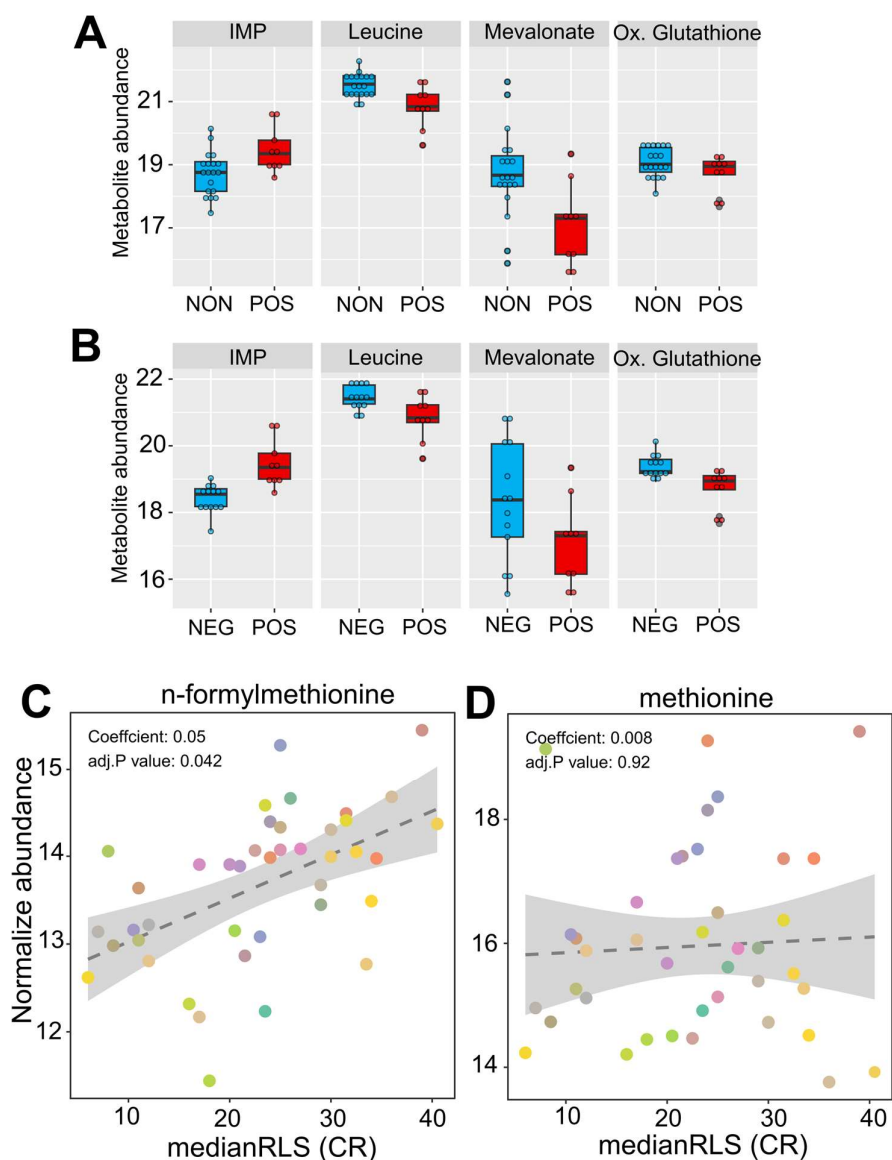 A
IMP Leucine Mevalonate Ox. Glutathione
Metabolite abundance
21
19
17
NON POS NON POS NON POS NON POS
B
IMP Leucine Mevalonate Ox. Glutathione
Metabolite abundance
22
20
18
16
NEG POS NEG POS NEG POS NEG POS
C
n-formylmethionine
Coeffcient: 0.05
adj.P value: 0.042
Normalize abundance
15
14
13
12
10 20 30 40
medianRLS (CR)
D
methionine
Coeffcient: 0.008
adj.P value: 0.92
18
16
14
10 20 30 40
medianRLS (CR)